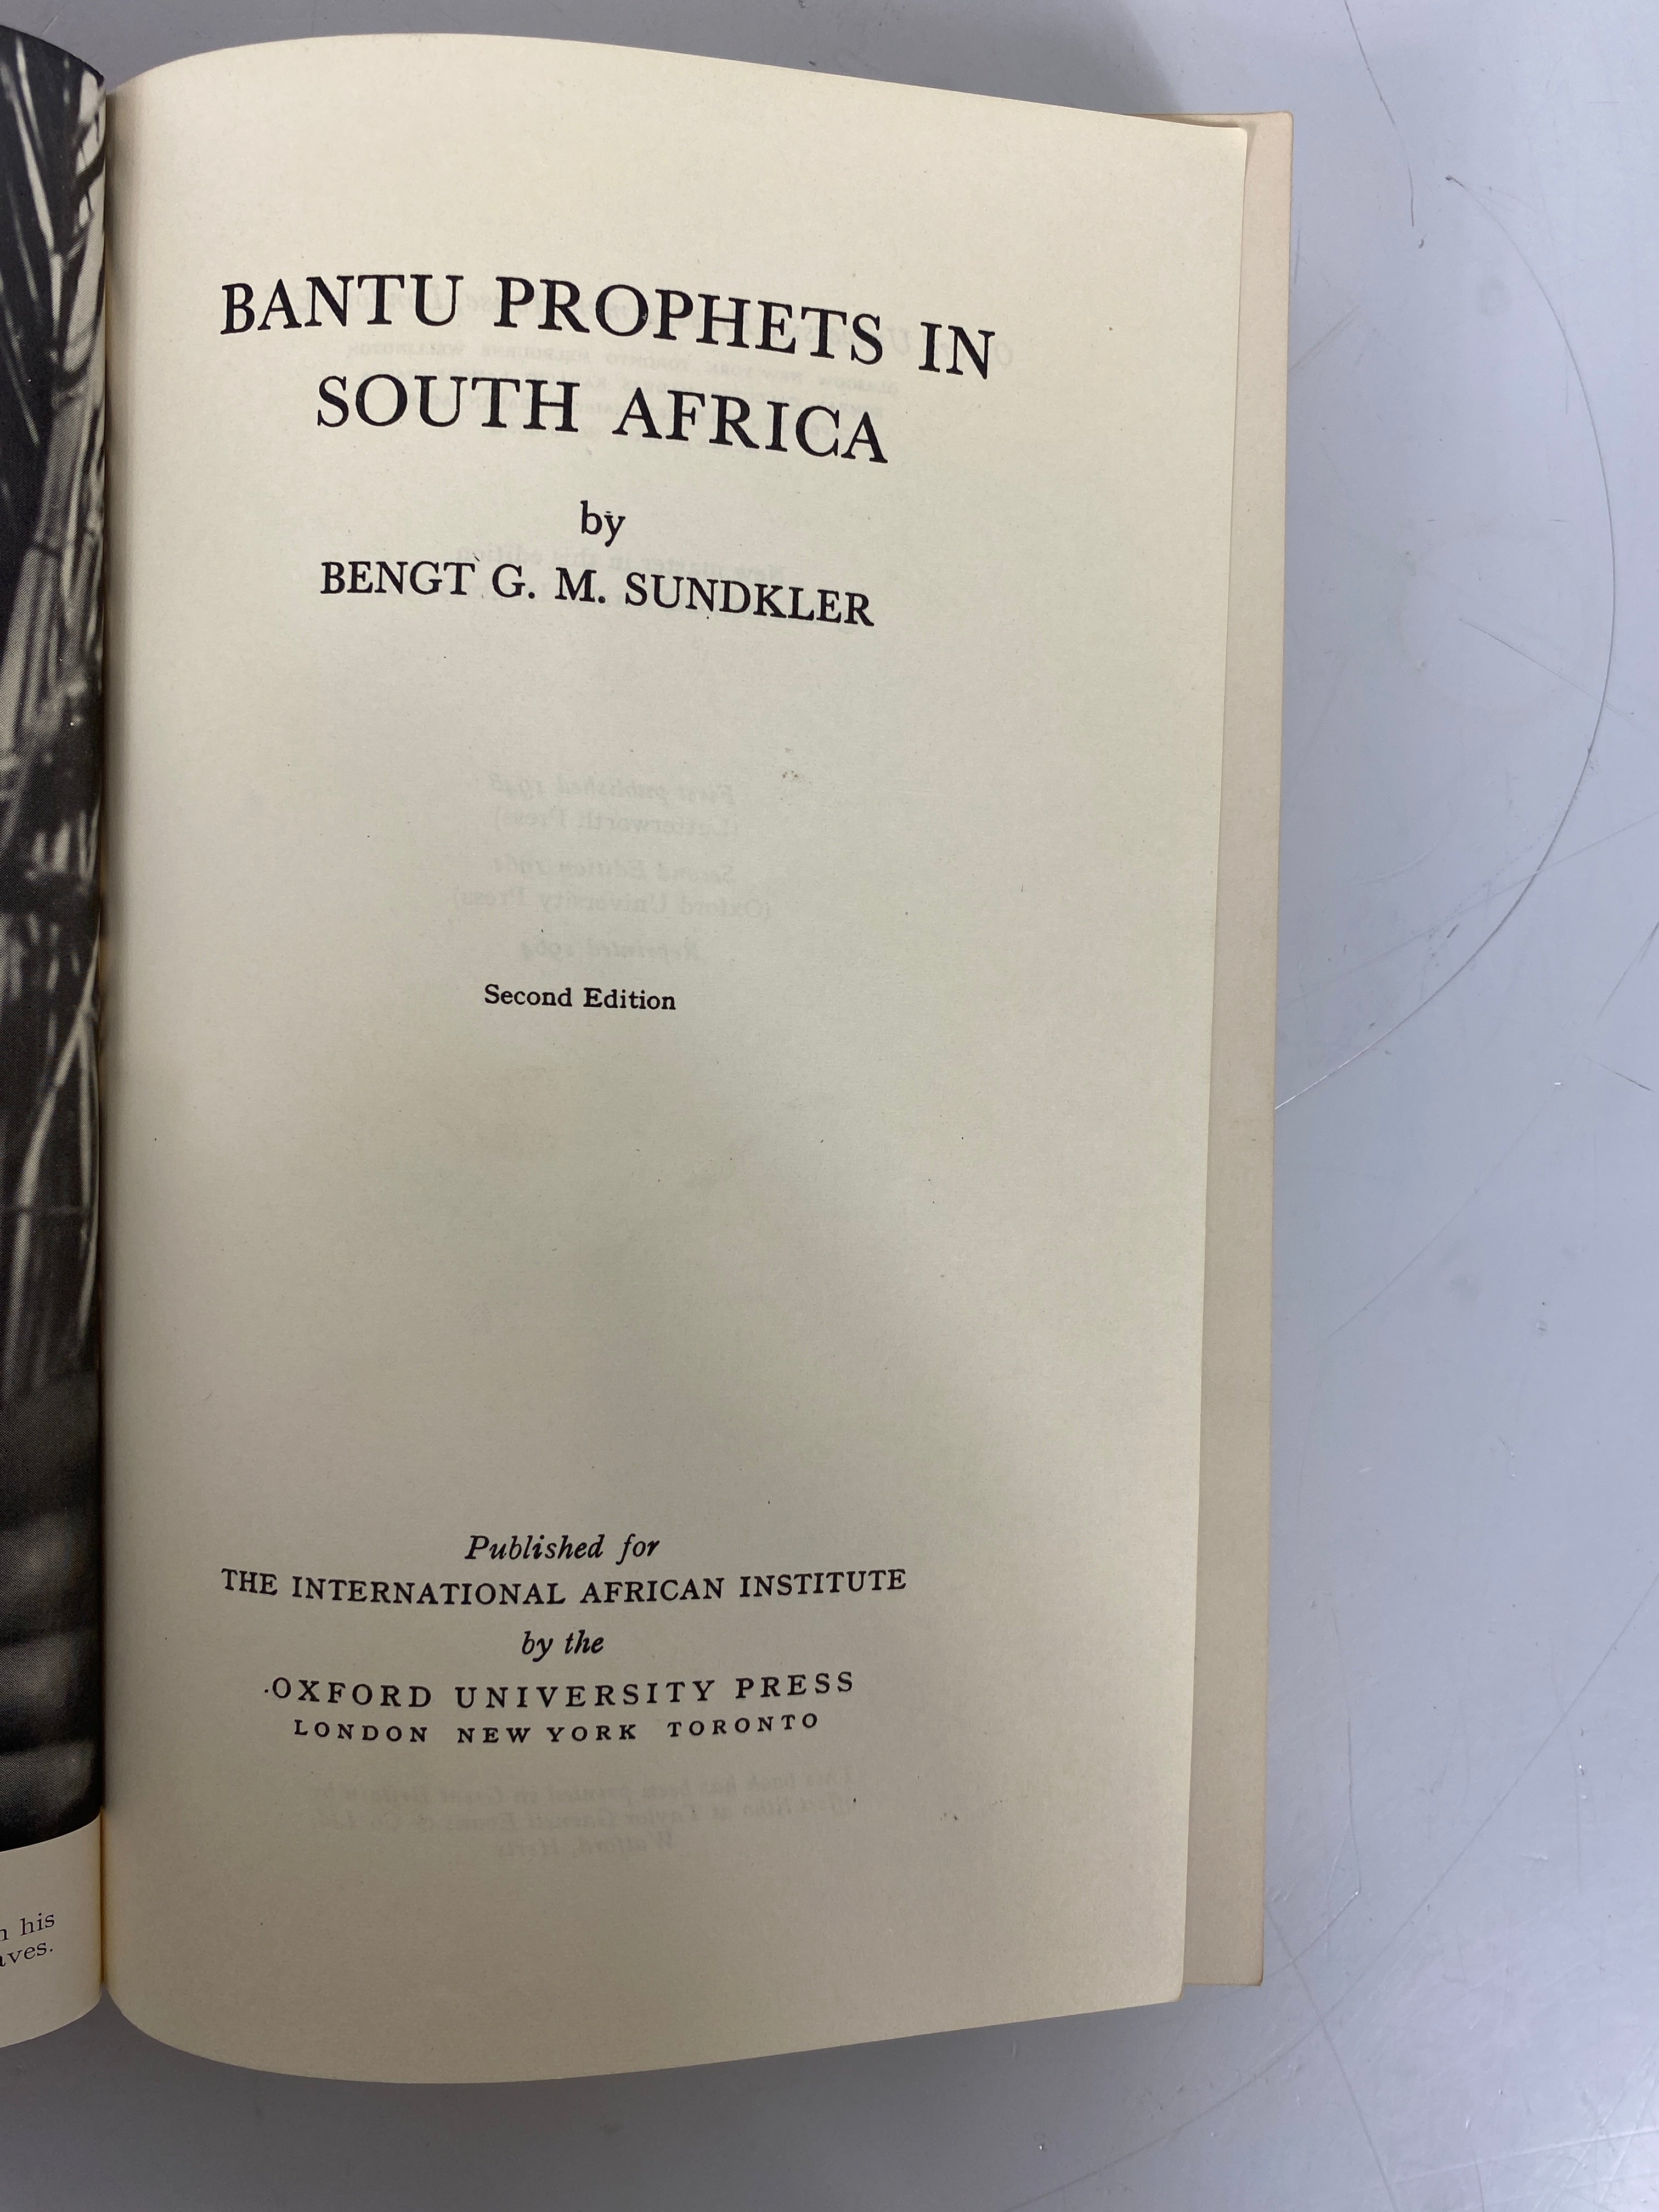 BANTU PROPHETS IN
SOUTH AFRICA
by
BENGT G. M. SUNDKLER
Second Edition
Published for
THE INTERNATIONAL AFRICAN INSTITUTE
by the
OXFORD UNIVERSITY PRESS
LONDON NEW YORK TORONTO
his